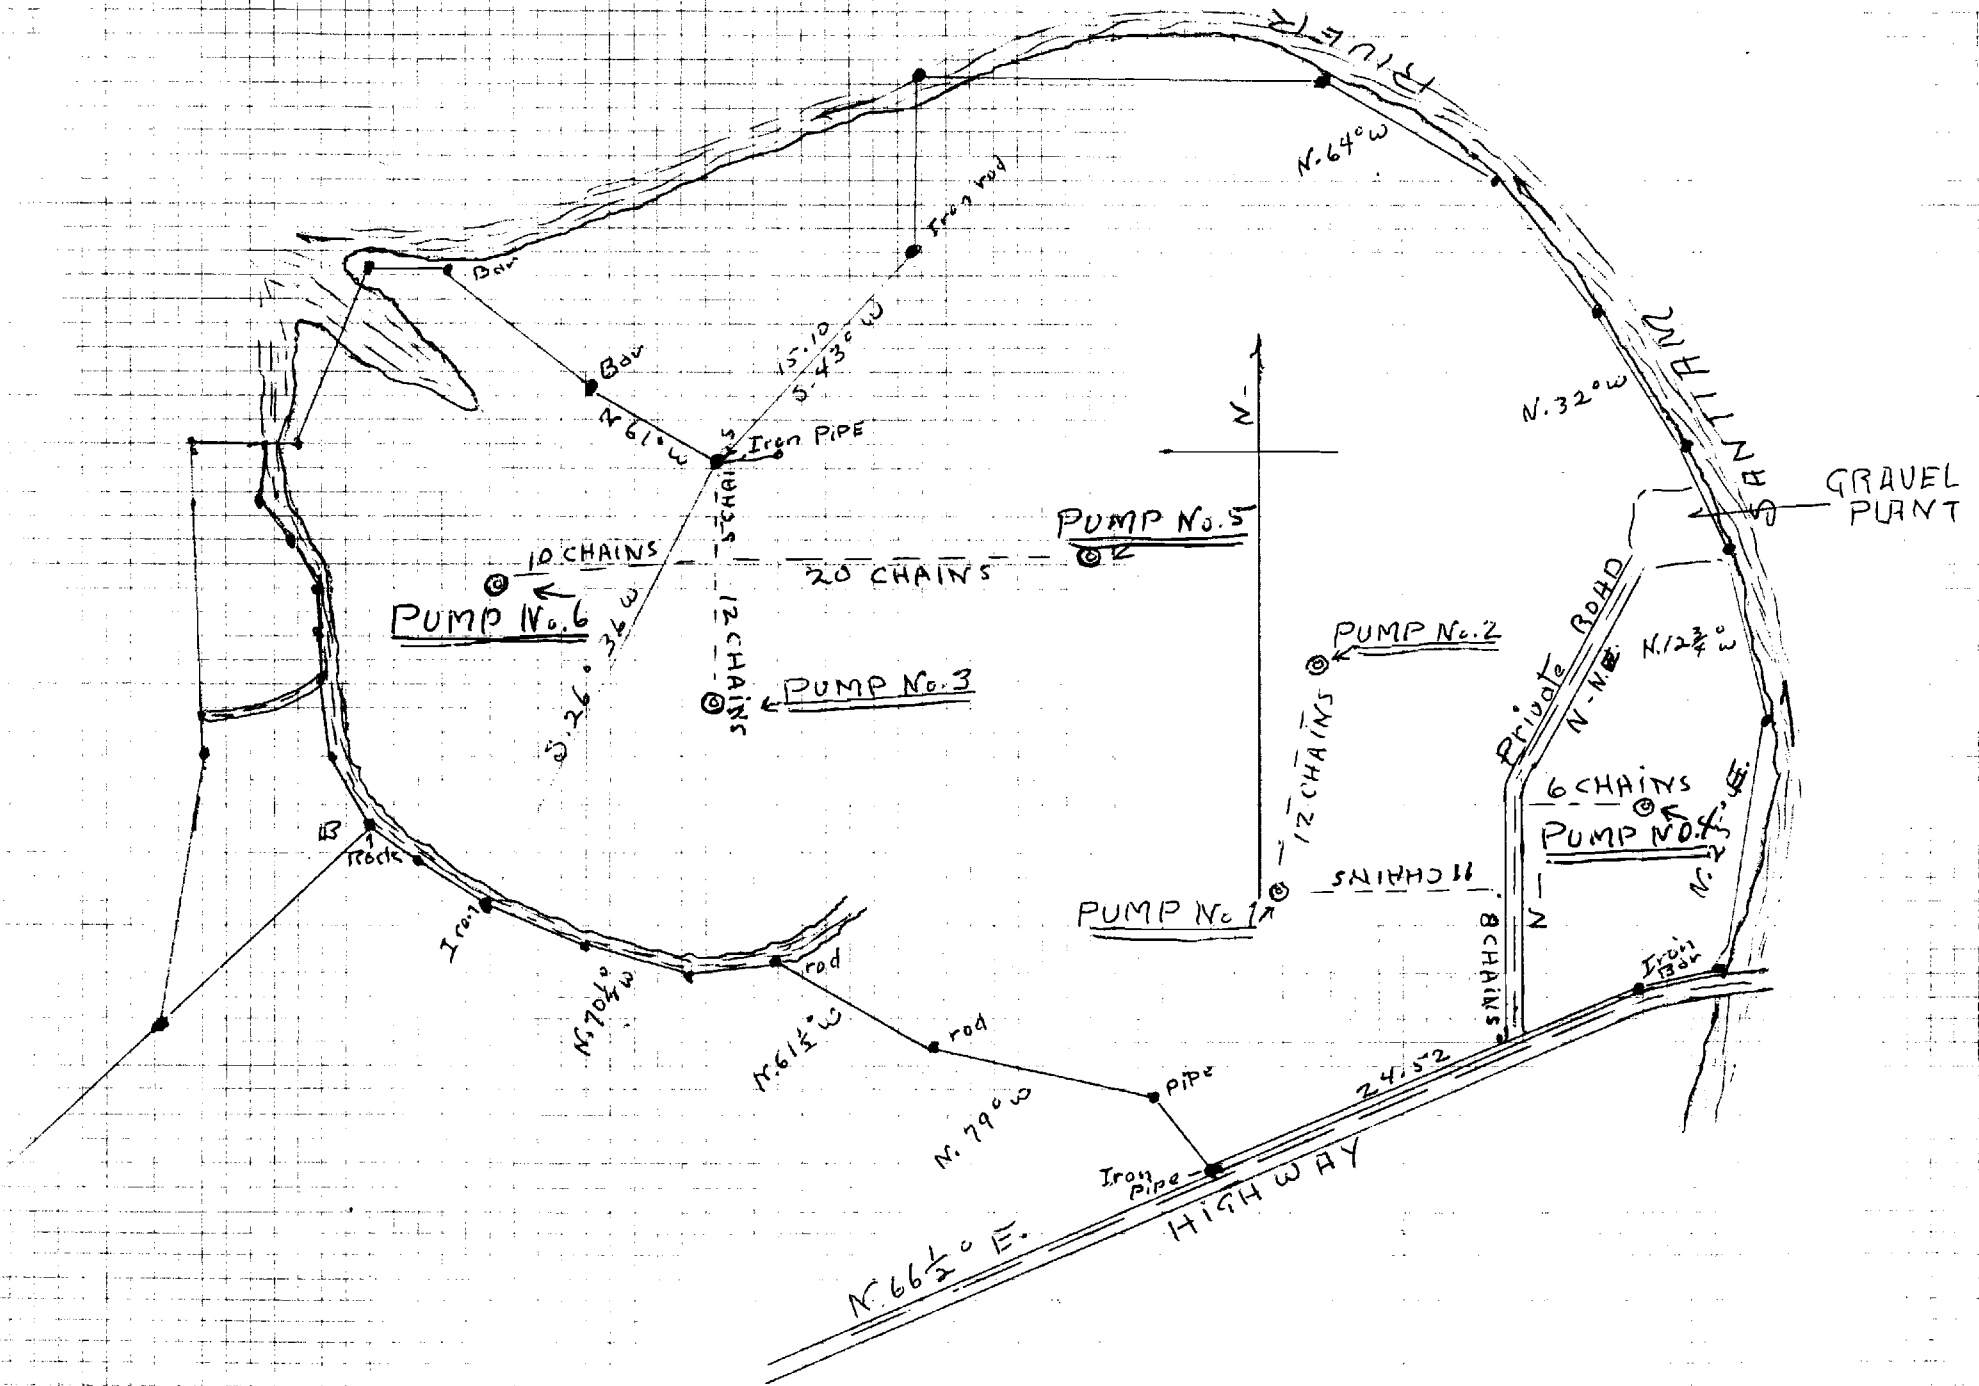 RIVER
N. 64° W
Iron rod
Bar
15.10
S. 43° W
Bar
N 61° W
Iron PIPE
N-
N. 32° W
SANTIAM
GRAVEL
PLANT
PUMP No. 5
10 CHAINS
20 CHAINS
PUMP No. 6
12 CHAINS
S. 26° 36 W
PUMP No. 3
PUMP No. 2
12 CHAINS
Private ROAD
N-NE
N. 12 3/4° W
6 CHAINS
PUMP NO. 4
B
Rock
Iron
11 CHAINS
PUMP No 1
8 CHAINS
N-
Iron
Bar
rod
N. 70 1/4° W
N. 61 1/2° W
rod
N. 79° W
PIPE
24.52
Iron
Pipe
HIGHWAY
N. 66 1/2° E.